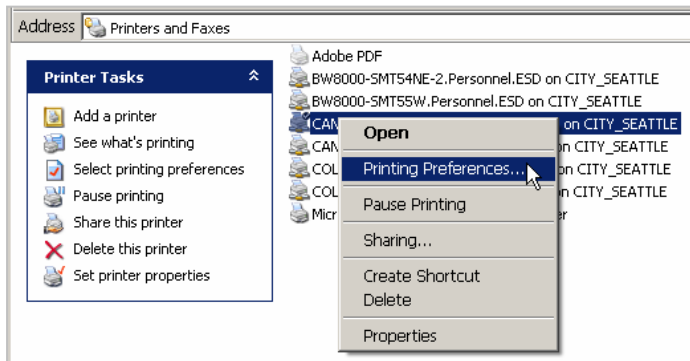 Address Printers and Faxes
Printer Tasks
Add a printer
See what's printing
Select printing preferences
Pause printing
Share this printer
Delete this printer
Set printer properties
Adobe PDF
BW8000-SMT54NE-2.Personnel.ESD on CITY_SEATTLE
BW8000-SMT55W.Personnel.ESD on CITY_SEATTLE
CAN on CITY_SEATTLE
CAN on CITY_SEATTLE
COL on CITY_SEATTLE
COL on CITY_SEATTLE
Micr er
Open
Printing Preferences...
Pause Printing
Sharing...
Create Shortcut
Delete
Properties